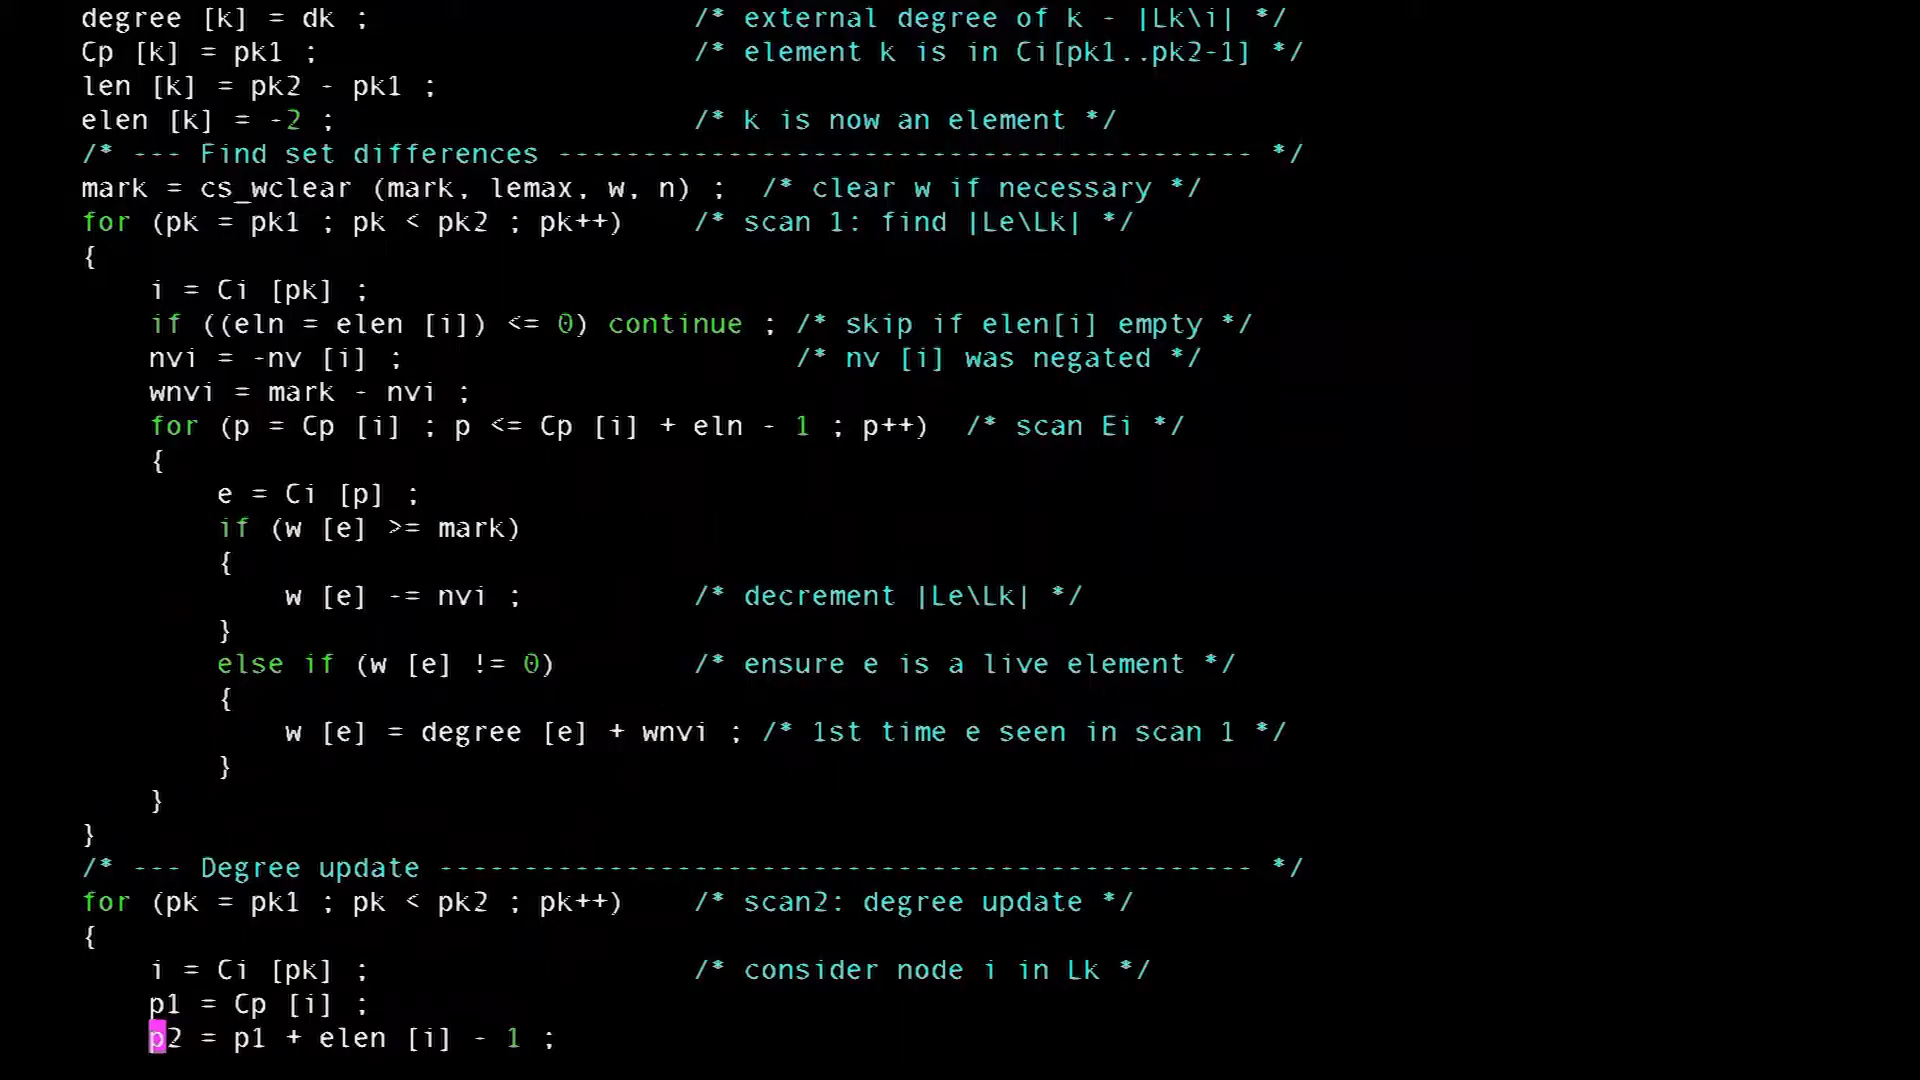 degree [k] = dk ;                   /* external degree of k - |Lk\i| */
Cp [k] = pk1 ;                      /* element k is in Ci[pk1..pk2-1] */
len [k] = pk2 - pk1 ;
elen [k] = -2 ;                     /* k is now an element */
/* --- Find set differences ----------------------------------------- */
mark = cs_wclear (mark, lemax, w, n) ;  /* clear w if necessary */
for (pk = pk1 ; pk < pk2 ; pk++)    /* scan 1: find |Le\Lk| */
{
    i = Ci [pk] ;
    if ((eln = elen [i]) <= 0) continue ; /* skip if elen[i] empty */
    nvi = -nv [i] ;                       /* nv [i] was negated */
    wnvi = mark - nvi ;
    for (p = Cp [i] ; p <= Cp [i] + eln - 1 ; p++)  /* scan Ei */
    {
        e = Ci [p] ;
        if (w [e] >= mark)
        {
            w [e] -= nvi ;          /* decrement |Le\Lk| */
        }
        else if (w [e] != 0)        /* ensure e is a live element */
        {
            w [e] = degree [e] + wnvi ; /* 1st time e seen in scan 1 */
        }
    }
}
/* --- Degree update ------------------------------------------------ */
for (pk = pk1 ; pk < pk2 ; pk++)    /* scan2: degree update */
{
    i = Ci [pk] ;                   /* consider node i in Lk */
    p1 = Cp [i] ;
    p2 = p1 + elen [i] - 1 ;